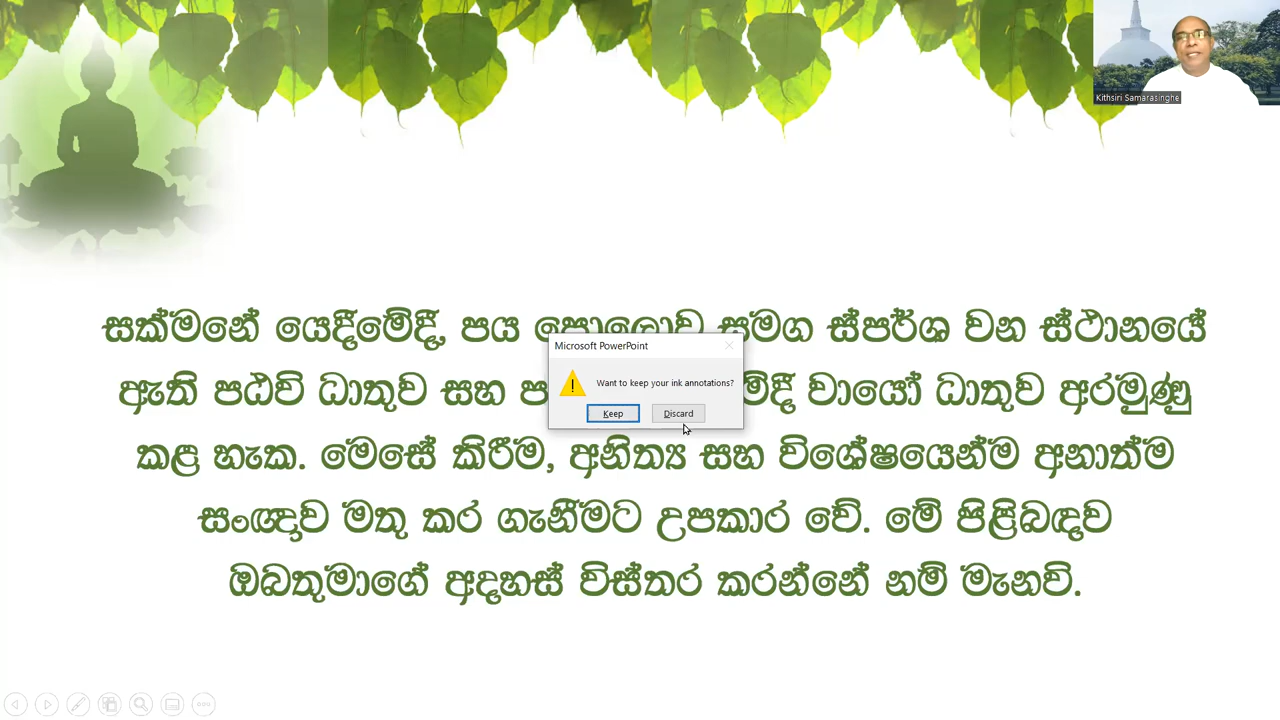 Kithsiri Samarasinghe
සක්මනේ යෙදීමේදී, පය පොලොව සමග ස්පර්ශ වන ස්ථානයේ
ඇති පඨවි ධාතුව සහ ප වායෝ ධාතුව අරමුණු
කළ හැක. මෙසේ කිරීම, අනිත්‍ය සහ විශේෂයෙන්ම අනාත්ම
සංඥාව මතු කර ගැනීමට උපකාර වේ. මේ පිළිබඳව
ඔබතුමාගේ අදහස් විස්තර කරන්නේ නම් මැනවි.
Microsoft PowerPoint
Want to keep your ink annotations?
Keep
Discard